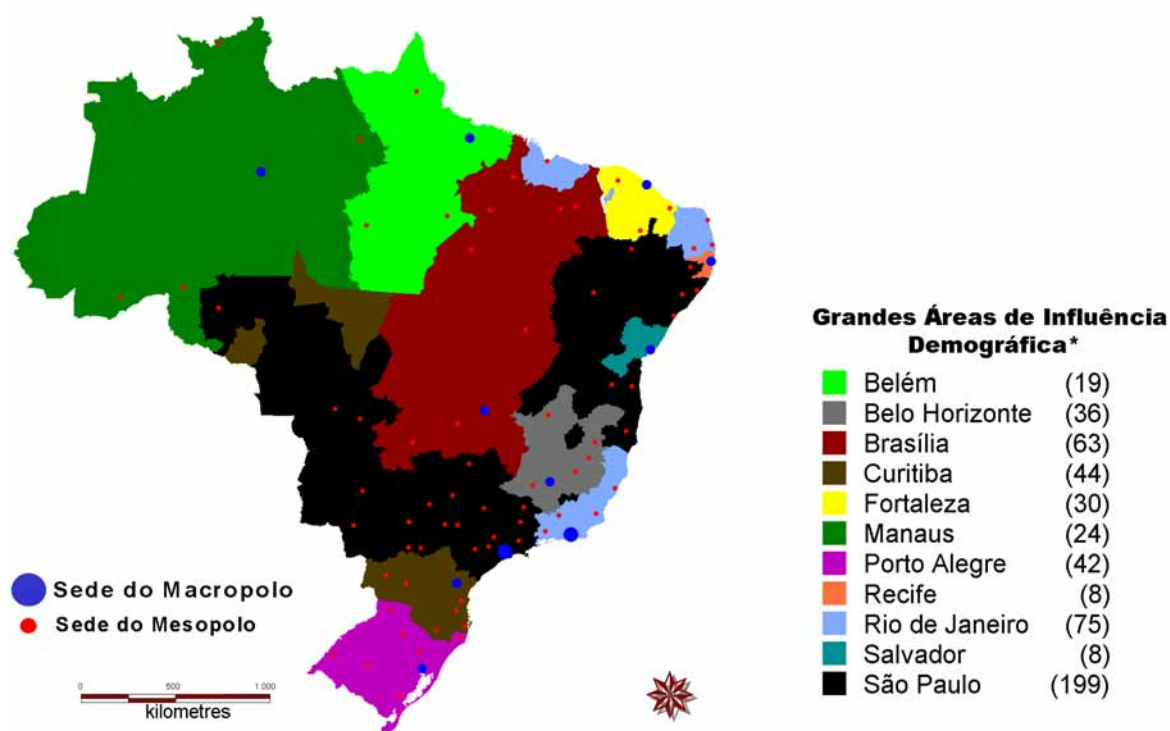 Grandes Áreas de Influência
Demográfica*
Belém (19)
Belo Horizonte (36)
Brasília (63)
Curitiba (44)
Fortaleza (30)
Manaus (24)
Porto Alegre (42)
Recife (8)
Rio de Janeiro (75)
Salvador (8)
São Paulo (199)
Sede do Macropolo
Sede do Mesopolo
0 500 1.000
kilometres